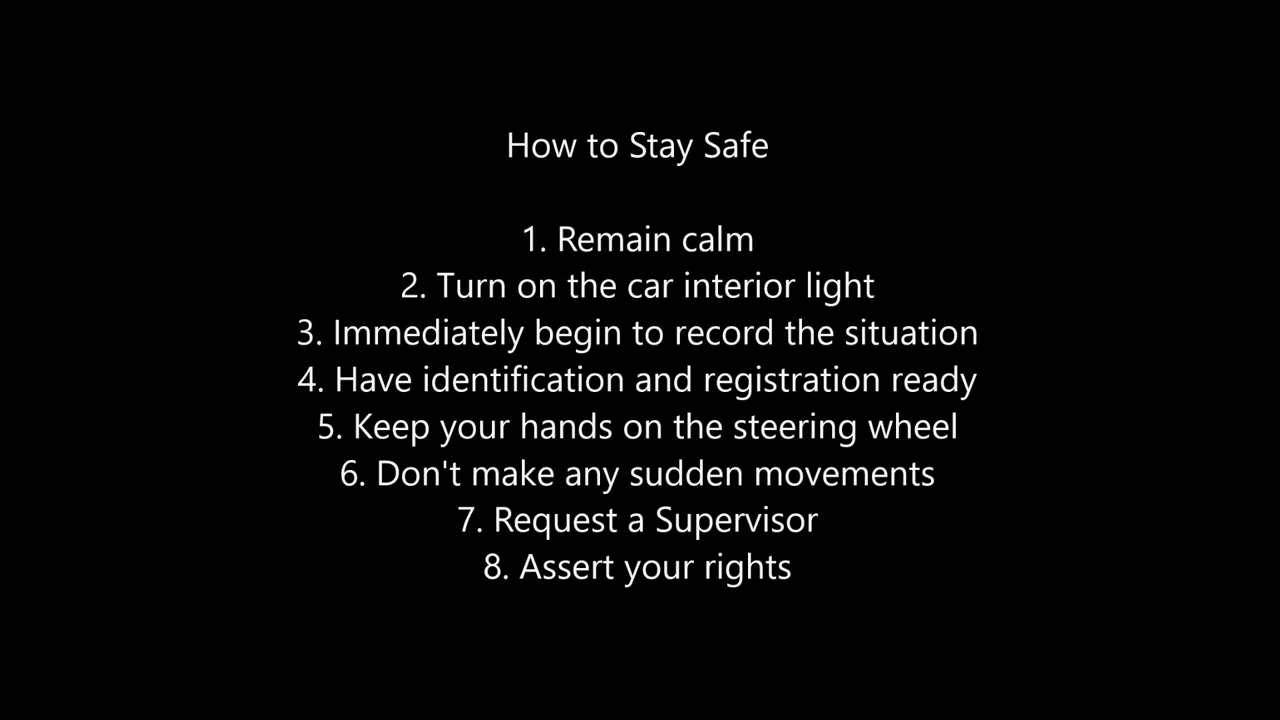 How to Stay Safe
1. Remain calm
2. Turn on the car interior light
3. Immediately begin to record the situation
4. Have identification and registration ready
5. Keep your hands on the steering wheel
6. Don't make any sudden movements
7. Request a Supervisor
8. Assert your rights